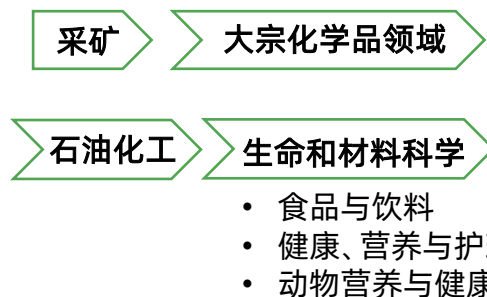 采矿
大宗化学品领域
石油化工
生命和材料科学
• 食品与饮料
• 健康、营养与护
• 动物营养与健康